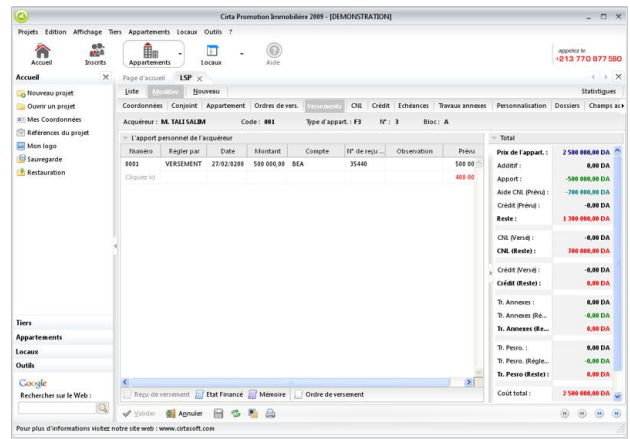 Cirta Promotion Immobilière 2009 - [DEMONSTRATION]
Projets Edition Affichage Tiers Appartements Locaux Outils ?
Accueil Inscrits Appartements Locaux Aide
appelez le
+213 770 877 580
Accueil
Page d'accueil LSP
Nouveau projet
Ouvrir un projet
Mes Coordonnées
Références du projet
Mon logo
Sauvegarde
Restauration
Tiers
Appartements
Locaux
Outils
Google
Rechercher sur le Web :
Liste Modifier Nouveau Statistigues
Coordonnées Conjoint Appartement Ordres de vers. Versements CNL Crédit Echéances Travaux annexes Personnalisation Dossiers Champs ac
Acquéreur : M. TALI SALIM Code : 001 Type d'appart. : F3 N° : 3 Bloc : A
L'apport personnel de l'acquéreur
Numéro Régler par Date Montant Compte N° de reçu ... Observation Prévu
0001 VERSEMENT 27/02/0200 500 000,00 BEA 35440 500 00
Cliquez ici 400 00
Reçu de versement Etat Financé Mémoire Ordre de versement
Total
Prix de l'appart. : 2 500 000,00 DA
Additif : 0,00 DA
Apport : -500 000,00 DA
Aide CNL (Prévu) : -700 000,00 DA
Crédit (Prévu) : -0,00 DA
Reste : 1 300 000,00 DA
CNL (Versé) : -0,00 DA
CNL (Reste) : 700 000,00 DA
Crédit (Versé) : -0,00 DA
Crédit (Reste) : 0,00 DA
Tr. Annexes : 0,00 DA
Tr. Annexes (Ré... -0,00 DA
Tr. Annexes (Re... 0,00 DA
Tr. Pesro. : 0,00 DA
Tr. Pesro. (Régle... -0,00 DA
Tr. Pesro (Reste) : 0,00 DA
Coût total : 2 500 000,00 DA
Valider Annuler
Pour plus d'informations visitez notre site web : www.cirtasoft.com